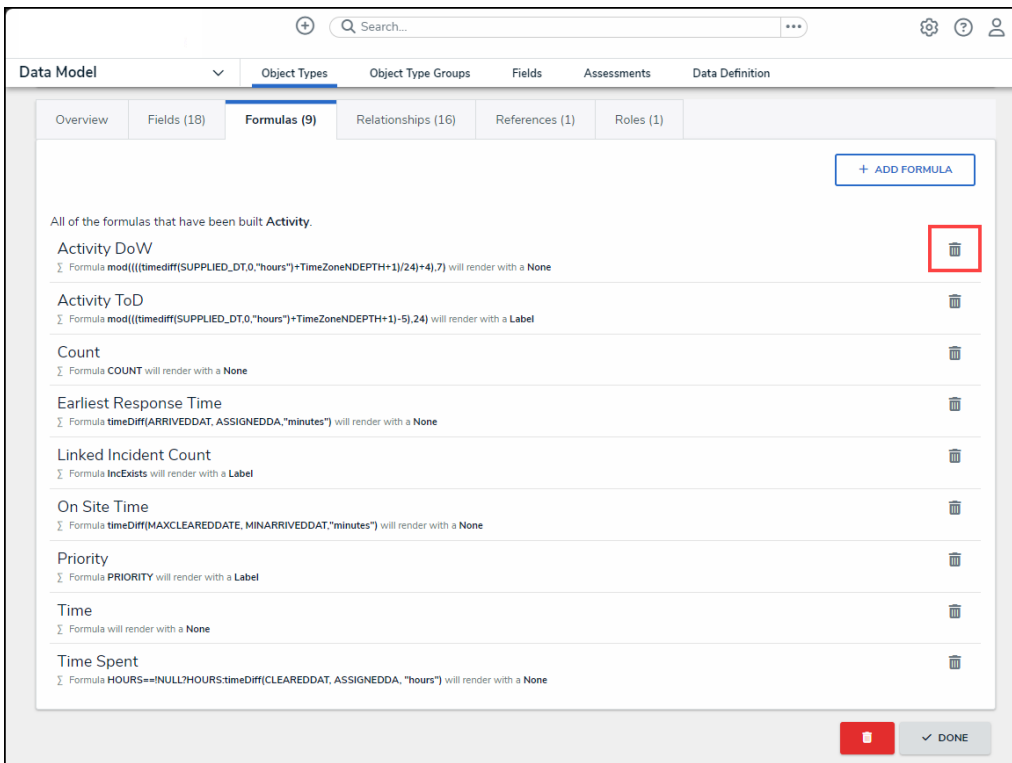 Search...
Data Model
Object Types
Object Type Groups
Fields
Assessments
Data Definition
Overview
Fields (18)
Formulas (9)
Relationships (16)
References (1)
Roles (1)
+ ADD FORMULA
All of the formulas that have been built Activity.
Activity DoW
∑ Formula mod((((timediff(SUPPLIED_DT,0,"hours")+TimeZoneNDEPTH+1)/24)+4),7) will render with a None
Activity ToD
∑ Formula mod(((timediff(SUPPLIED_DT,0,"hours")+TimeZoneNDEPTH+1)-5),24) will render with a Label
Count
∑ Formula COUNT will render with a None
Earliest Response Time
∑ Formula timeDiff(ARRIVEDDAT, ASSIGNEDDA,"minutes") will render with a None
Linked Incident Count
∑ Formula IncExists will render with a Label
On Site Time
∑ Formula timeDiff(MAXCLEAREDDATE, MINARRIVEDDAT,"minutes") will render with a None
Priority
∑ Formula PRIORITY will render with a Label
Time
∑ Formula will render with a None
Time Spent
∑ Formula HOURS==!NULL?HOURS:timeDiff(CLEAREDDAT, ASSIGNEDDA, "hours") will render with a None
DONE